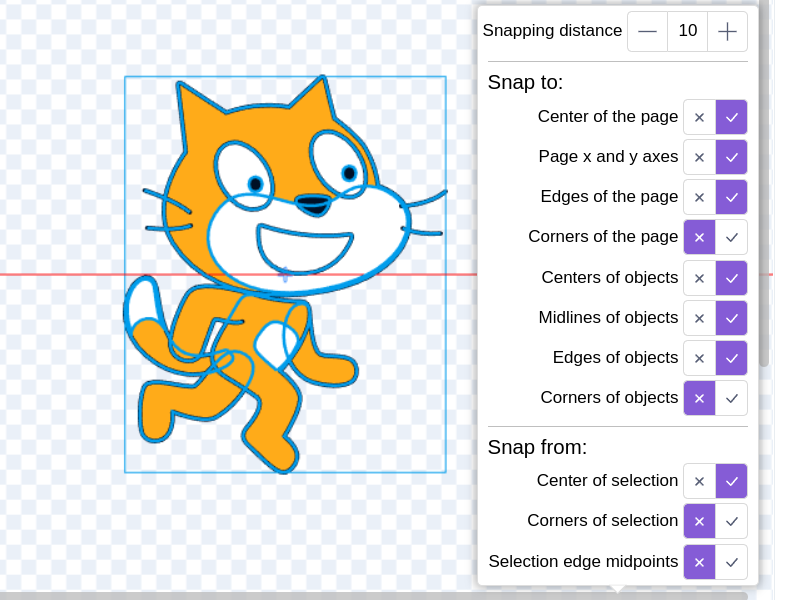 Snapping distance 10
Snap to:
Center of the page
Page x and y axes
Edges of the page
Corners of the page
Centers of objects
Midlines of objects
Edges of objects
Corners of objects
Snap from:
Center of selection
Corners of selection
Selection edge midpoints